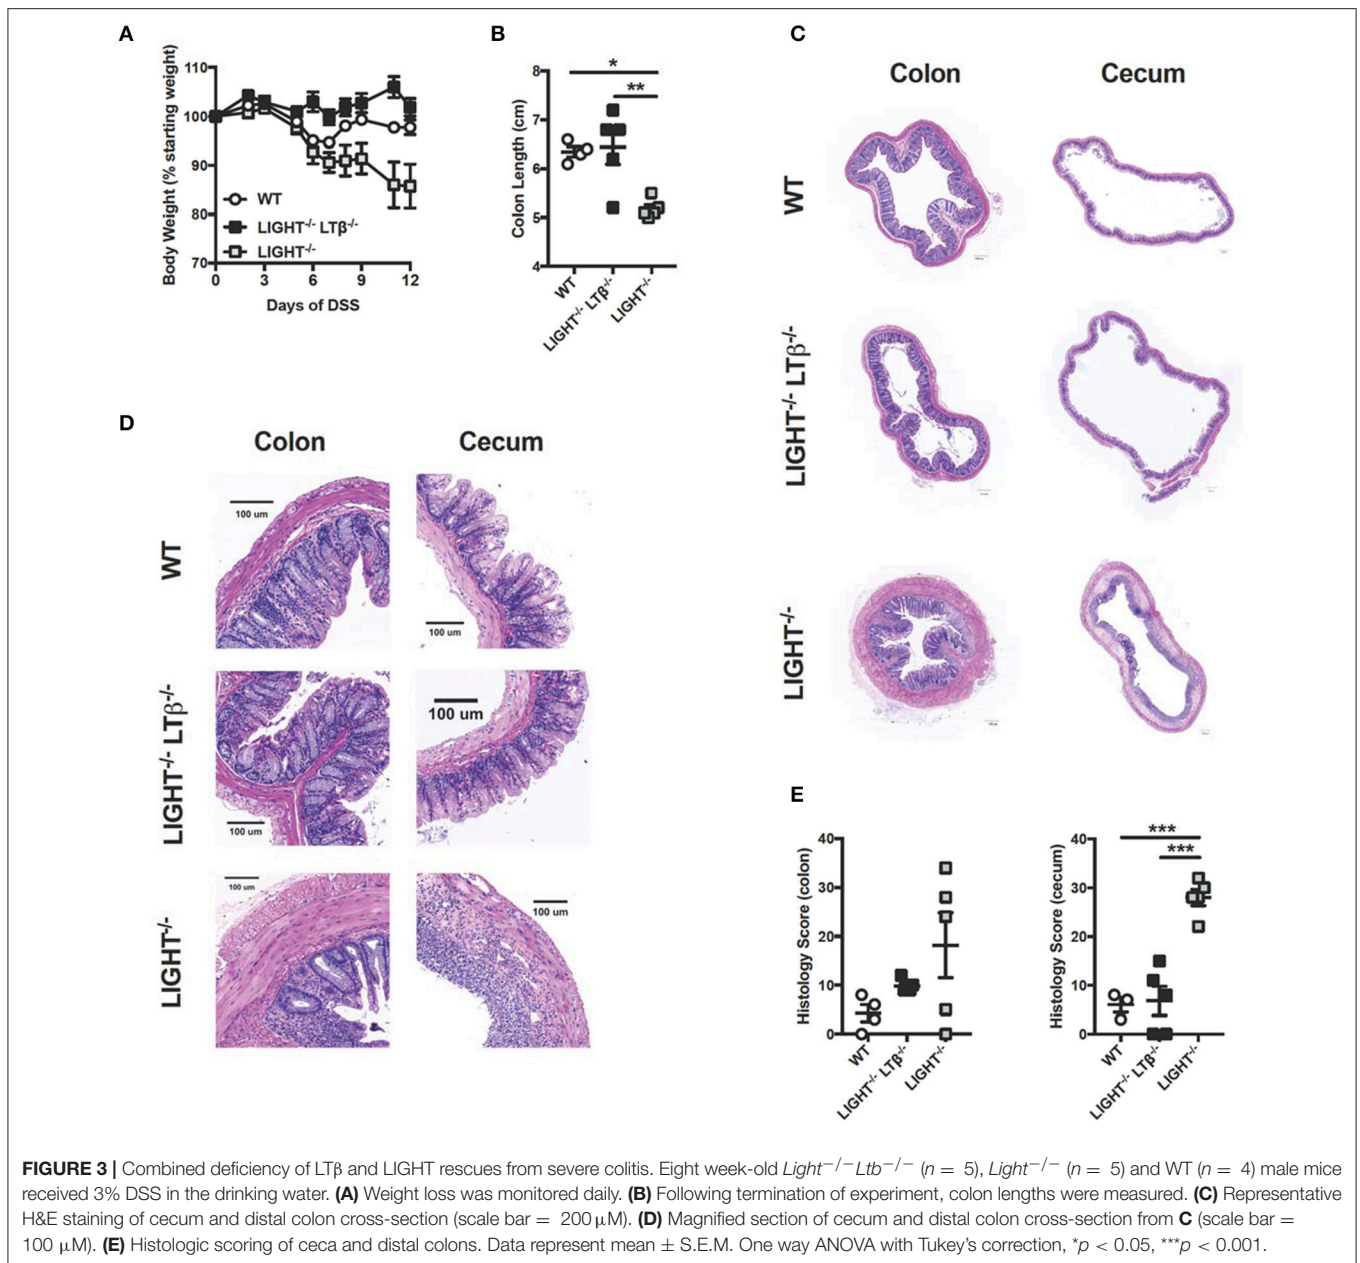 A
Body Weight (% starting weight)
110
100
90
80
70
0
3
6
9
12
Days of DSS
WT
LIGHT-/- LTβ-/-
LIGHT-/-
B
Colon Length (cm)
8
7
6
5
4
*
**
WT
LIGHT-/- LTβ-/-
LIGHT-/-
C
Colon
Cecum
WT
LIGHT-/- LTβ-/-
LIGHT-/-
D
Colon
Cecum
WT
100 um
100 um
LIGHT-/- LTβ-/-
100 um
100 um
LIGHT-/-
100 um
100 um
E
Histology Score (colon)
40
30
20
10
0
WT
LIGHT-/- LTβ-/-
LIGHT-/-
Histology Score (cecum)
40
30
20
10
0
***
***
WT
LIGHT-/- LTβ-/-
LIGHT-/-
FIGURE 3 | Combined deficiency of LTβ and LIGHT rescues from severe colitis. Eight week-old Light−/−Ltb−/− (n = 5), Light−/− (n = 5) and WT (n = 4) male mice
received 3% DSS in the drinking water. (A) Weight loss was monitored daily. (B) Following termination of experiment, colon lengths were measured. (C) Representative
H&E staining of cecum and distal colon cross-section (scale bar = 200 μM). (D) Magnified section of cecum and distal colon cross-section from C (scale bar =
100 μM). (E) Histologic scoring of ceca and distal colons. Data represent mean ± S.E.M. One way ANOVA with Tukey's correction, *p < 0.05, ***p < 0.001.